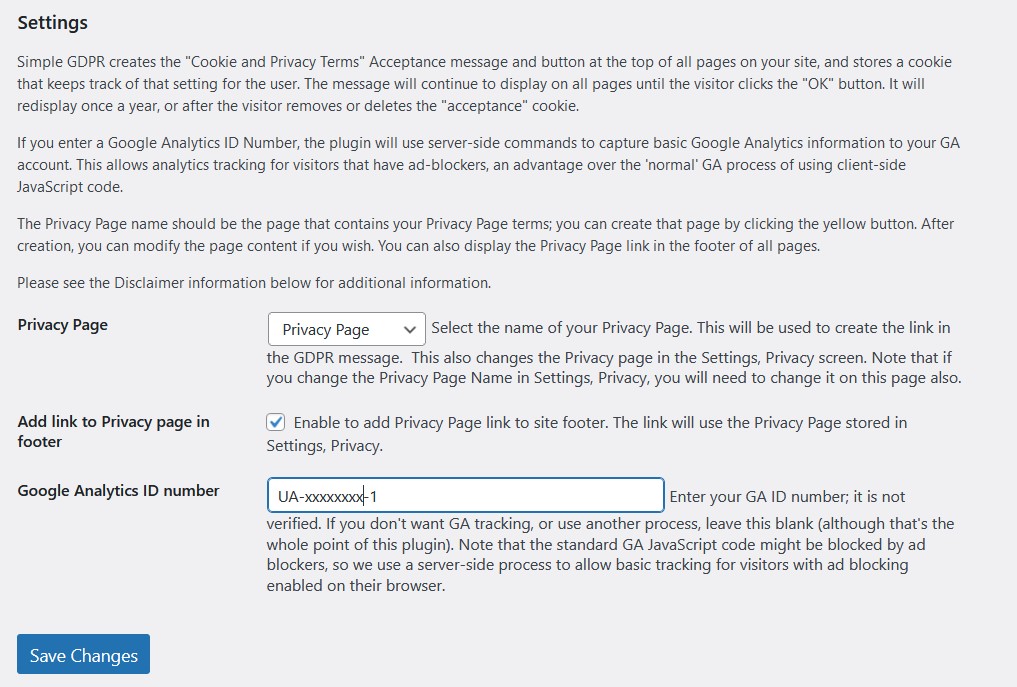 Settings
Simple GDPR creates the "Cookie and Privacy Terms" Acceptance message and button at the top of all pages on your site, and stores a cookie
that keeps track of that setting for the user. The message will continue to display on all pages until the visitor clicks the "OK" button. It will
redisplay once a year, or after the visitor removes or deletes the "acceptance" cookie.
If you enter a Google Analytics ID Number, the plugin will use server-side commands to capture basic Google Analytics information to your GA
account. This allows analytics tracking for visitors that have ad-blockers, an advantage over the 'normal' GA process of using client-side
JavaScript code.
The Privacy Page name should be the page that contains your Privacy Page terms; you can create that page by clicking the yellow button. After
creation, you can modify the page content if you wish. You can also display the Privacy Page link in the footer of all pages.
Please see the Disclaimer information below for additional information.
Privacy Page
Privacy Page Select the name of your Privacy Page. This will be used to create the link in
the GDPR message.  This also changes the Privacy page in the Settings, Privacy screen. Note that if
you change the Privacy Page Name in Settings, Privacy, you will need to change it on this page also.
Add link to Privacy page in
footer
Enable to add Privacy Page link to site footer. The link will use the Privacy Page stored in
Settings, Privacy.
Google Analytics ID number
UA-xxxxxxxx-1 Enter your GA ID number; it is not
verified. If you don't want GA tracking, or use another process, leave this blank (although that's the
whole point of this plugin). Note that the standard GA JavaScript code might be blocked by ad
blockers, so we use a server-side process to allow basic tracking for visitors with ad blocking
enabled on their browser.
Save Changes